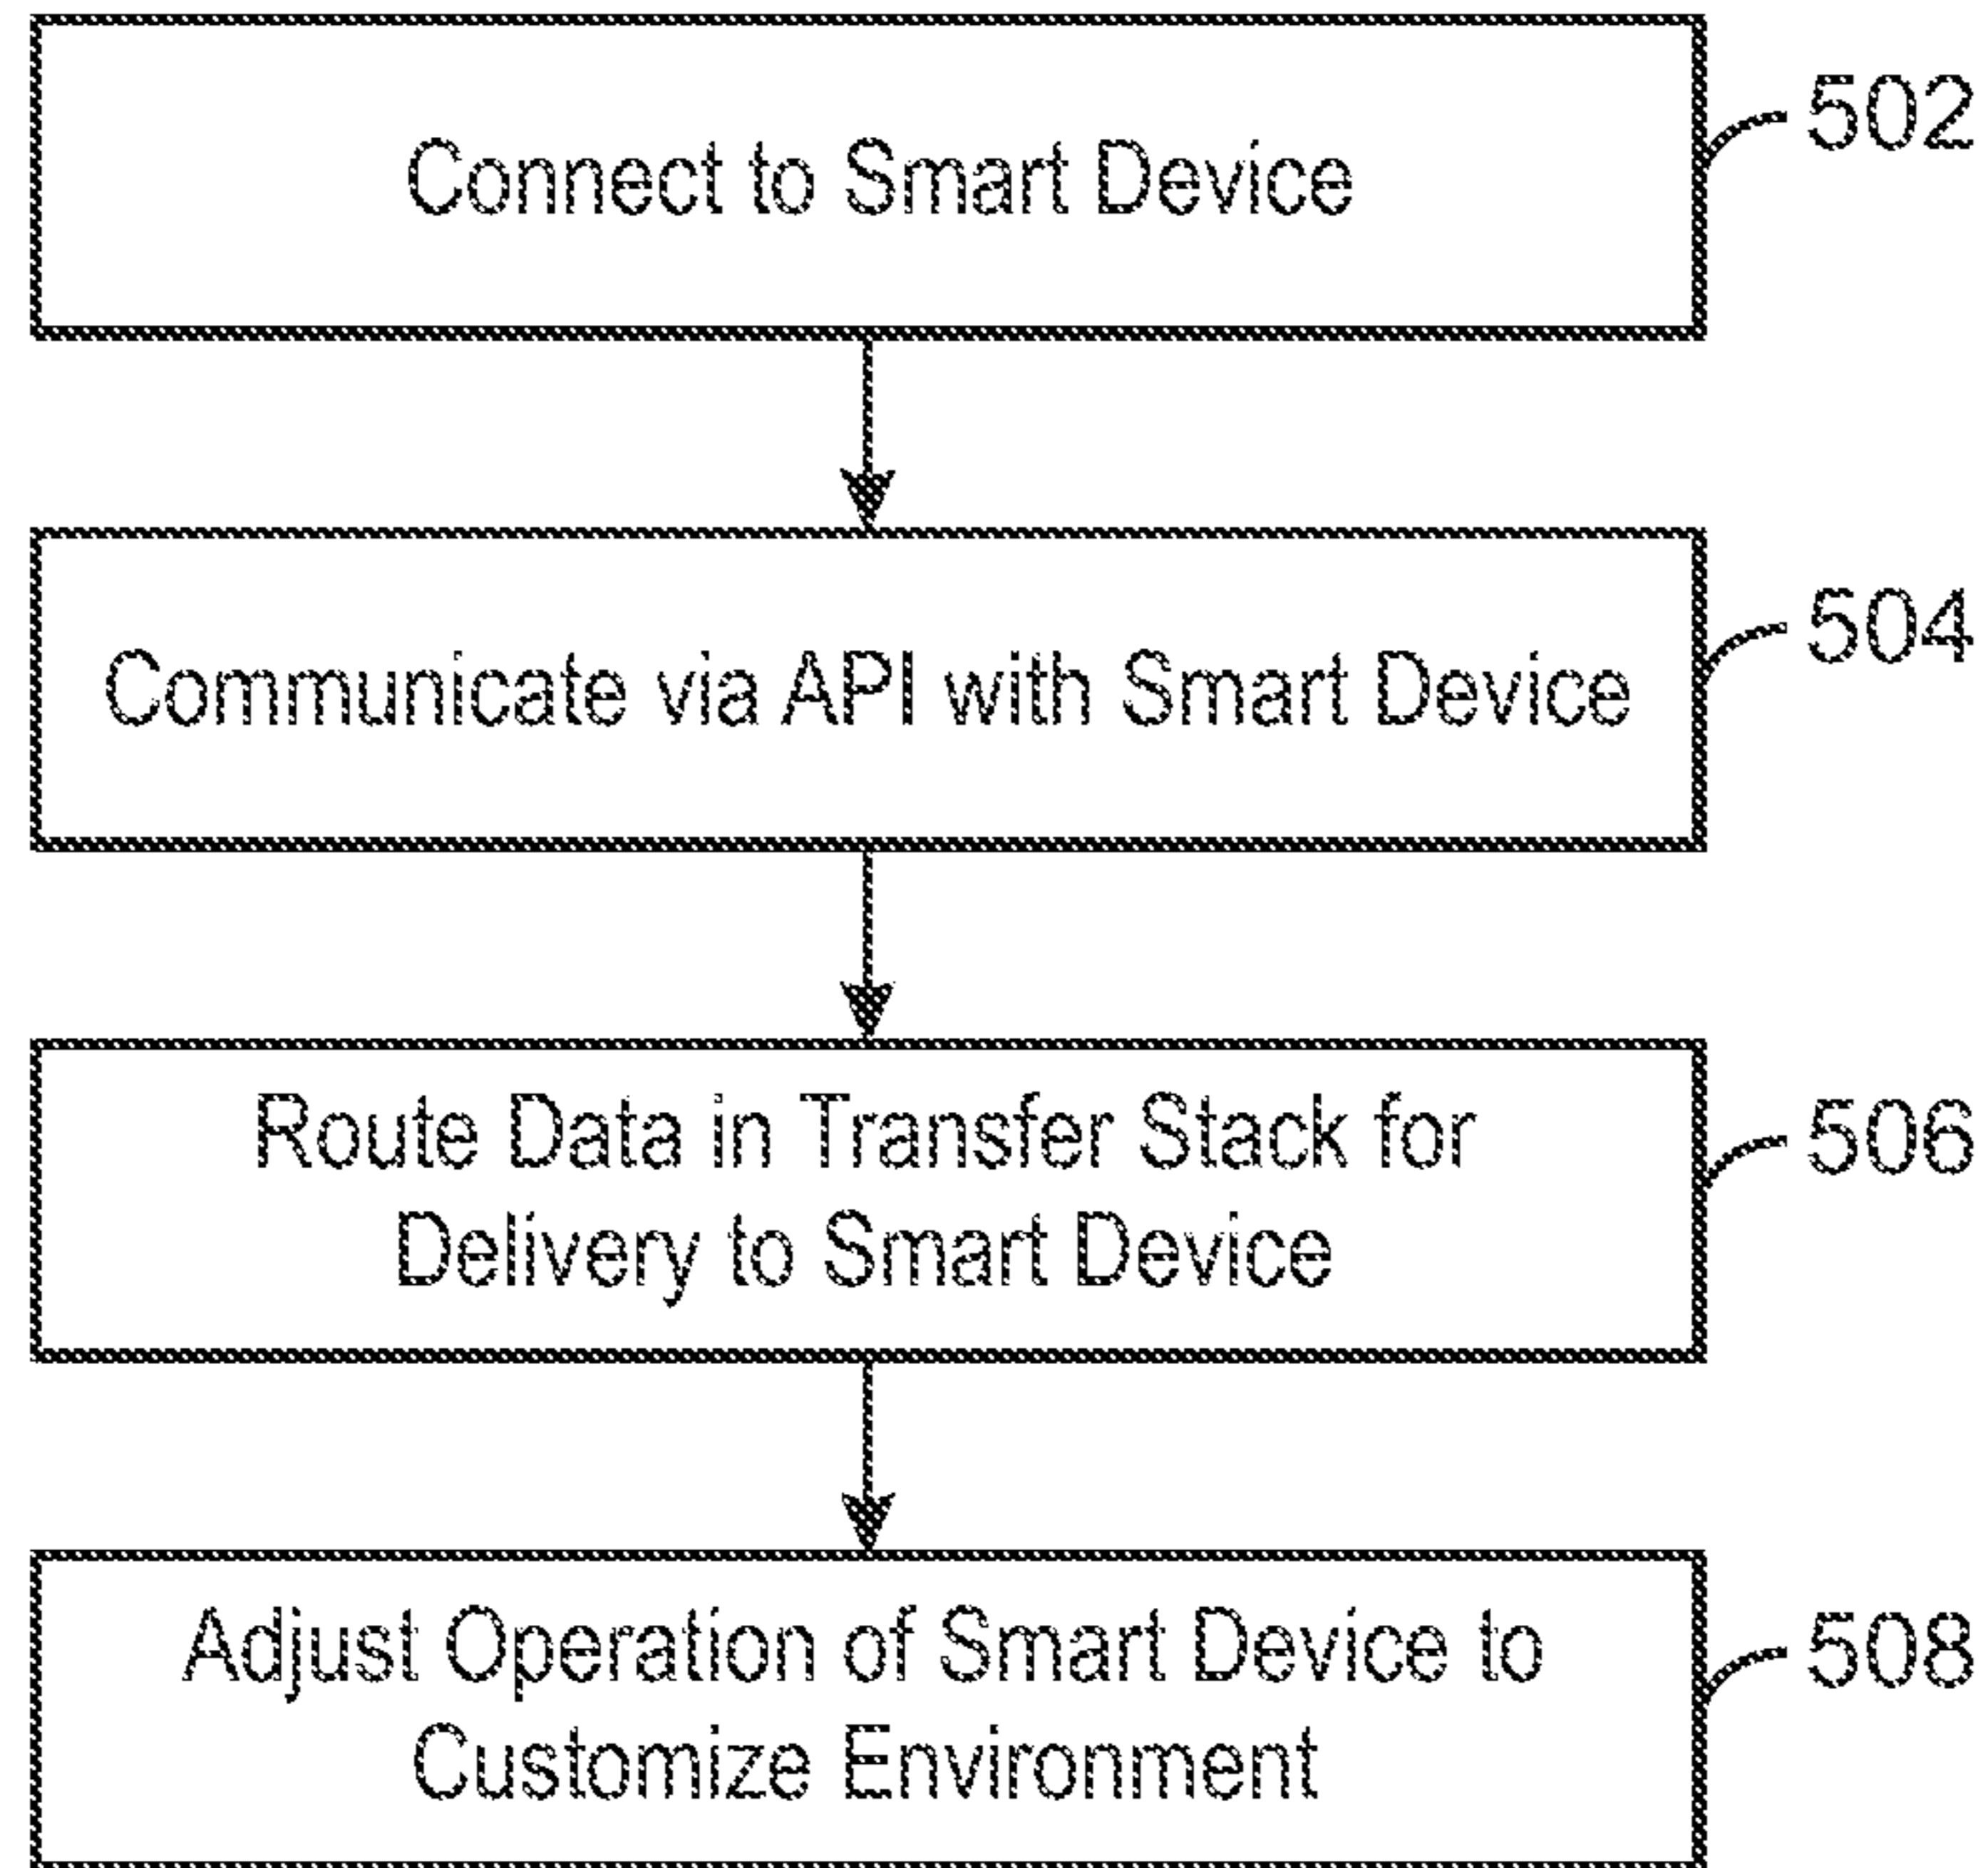 Connect to Smart Device
502
Communicate via API with Smart Device
504
Route Data in Transfer Stack for
Delivery to Smart Device
506
Adjust Operation of Smart Device to
Customize Environment
508